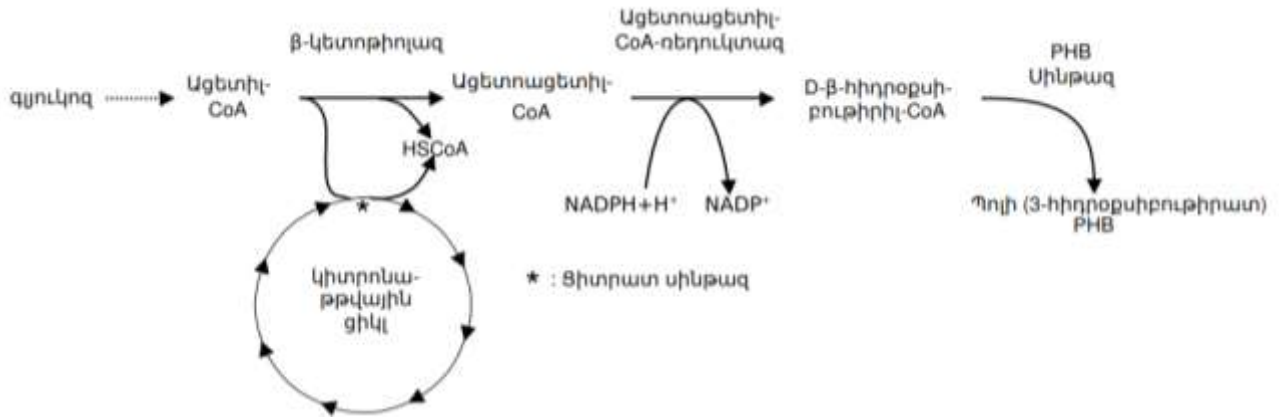 գլյուկոզ
Ացետիլ-
CoA
β-կետոթիոլազ
HSCoA
Ացետոացետիլ-
CoA
Ացետոացետիլ-
CoA-ռեդուկտազ
NADPH+H⁺
NADP⁺
D-β-հիդրօքսի-
բութիրիլ-CoA
PHB
Սինթազ
Պոլի (3-հիդրօքսիբութիրատ)
PHB
*
կիտրոնա-
թթվային
ցիկլ
* : Ցիտրատ սինթազ